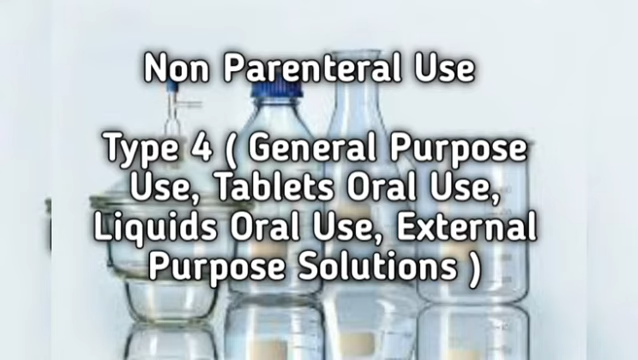 Non Parenteral Use
Type 4 ( General Purpose
Use, Tablets Oral Use,
Liquids Oral Use, External
Purpose Solutions )